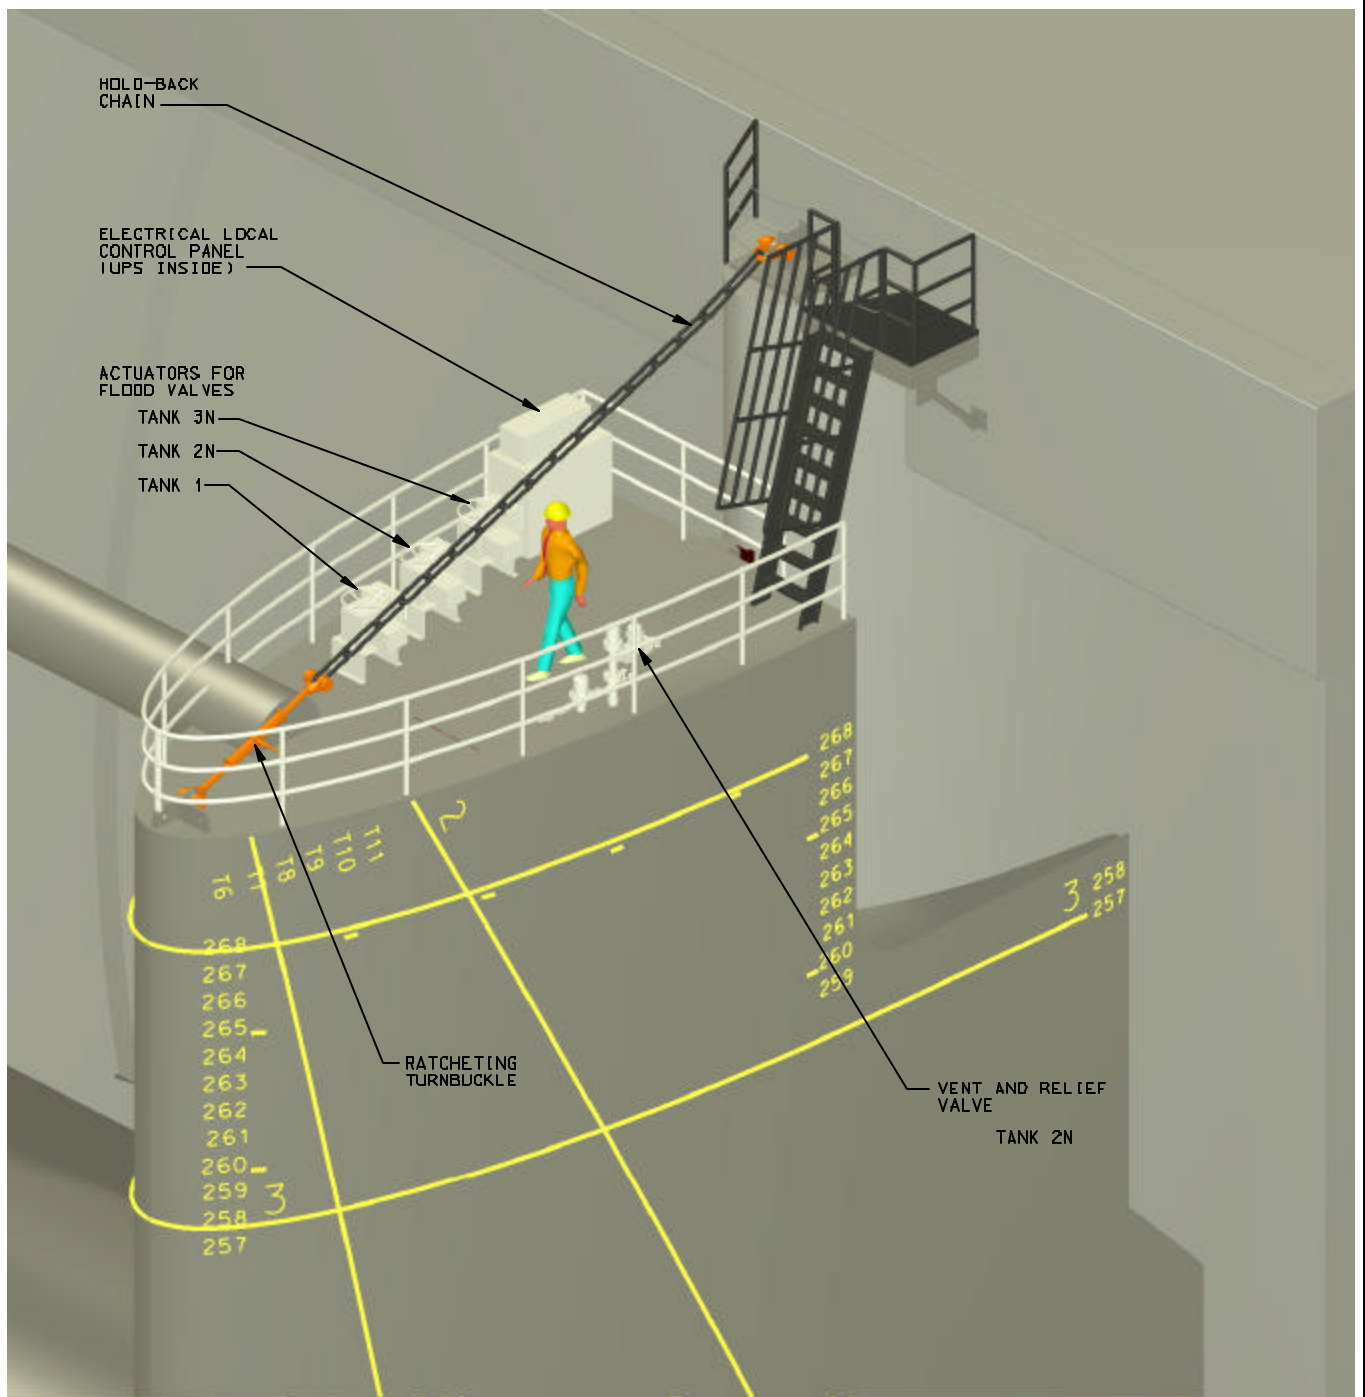 HOLD-BACK
CHAIN
ELECTRICAL LOCAL
CONTROL PANEL
(UPS INSIDE)
ACTUATORS FOR
FLOOD VALVES
TANK 3N
TANK 2N
TANK 1
268
267
266
265
264
263
262
261
260
259
2
T11
T10
T9
T8
T7
T6
3 258
257
268
267
266
265
264
263
262
261
260
259
3
258
257
RATCHETING
TURNBUCKLE
VENT AND RELIEF
VALVE
TANK 2N